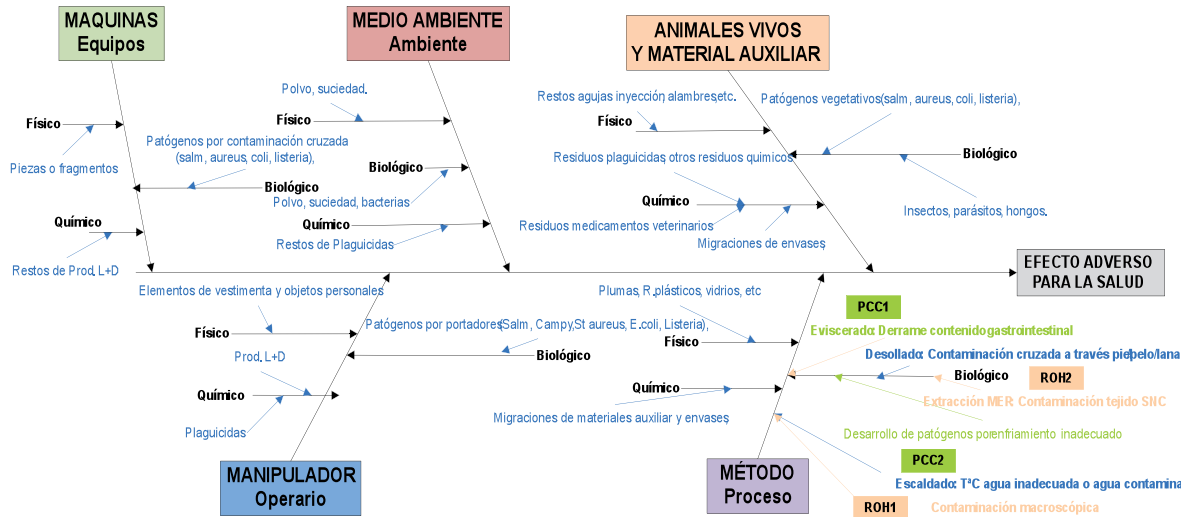 MAQUINAS
Equipos
MEDIO AMBIENTE
Ambiente
ANIMALES VIVOS
Y MATERIAL AUXILIAR
Físico
Piezas o fragmentos
Patógenos por contaminación cruzada
(salm, aureus, coli, listeria),
Biológico
Químico
Restos de Prod. L+D
Polvo, suciedad.
Físico
Biológico
Polvo, suciedad, bacterias
Químico
Restos de Plaguicidas
Restos agujas inyección, alambres,etc.
Físico
Patógenos vegetativos(salm, aureus, coli, listeria),
Biológico
Residuos plaguicidas, otros residuos quimicos
Químico
Residuos medicamentos veterinarios
Migraciones de envases,
Insectos, parásitos, hongos.
EFECTO ADVERSO
PARA LA SALUD
Elementos de vestimenta y objetos personales
Físico
Patógenos por portadores(Salm, Campy,St aureus, E.coli, Listeria),
Biológico
Prod. L+D
Químico
Plaguicidas
MANIPULADOR
Operario
Plumas, R.plásticos, vidrios, etc
Físico
Químico
Migraciones de materiales auxiliar y envases,
PCC1
Eviscerado: Derrame contenido gastrointestinal
Desollado: Contaminación cruzada a través piel/pelo/lana
Biológico
ROH2
Extracción MER: Contaminación tejido SNC
Desarrollo de patógenos por enfriamiento inadecuado
PCC2
Escaldado: TªC agua inadecuada o agua contamina
ROH1
Contaminación macroscópica
MÉTODO
Proceso